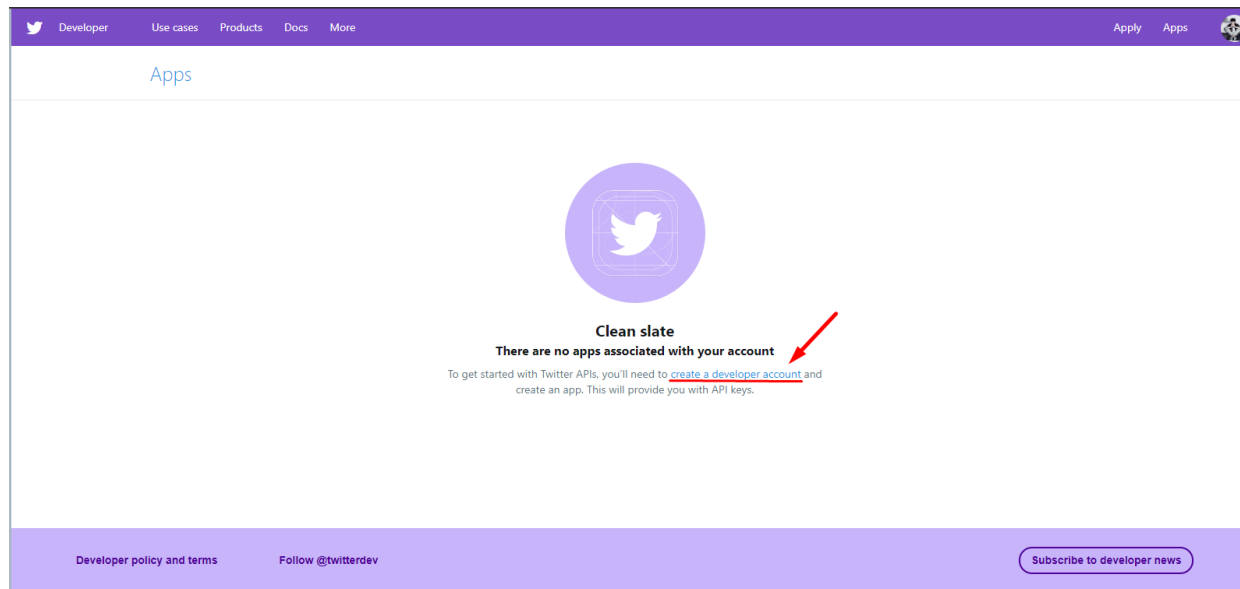 Developer Use cases Products Docs More Apply Apps
Apps
Clean slate
There are no apps associated with your account
To get started with Twitter APIs, you'll need to create a developer account and
create an app. This will provide you with API keys.
Developer policy and terms Follow @twitterdev Subscribe to developer news